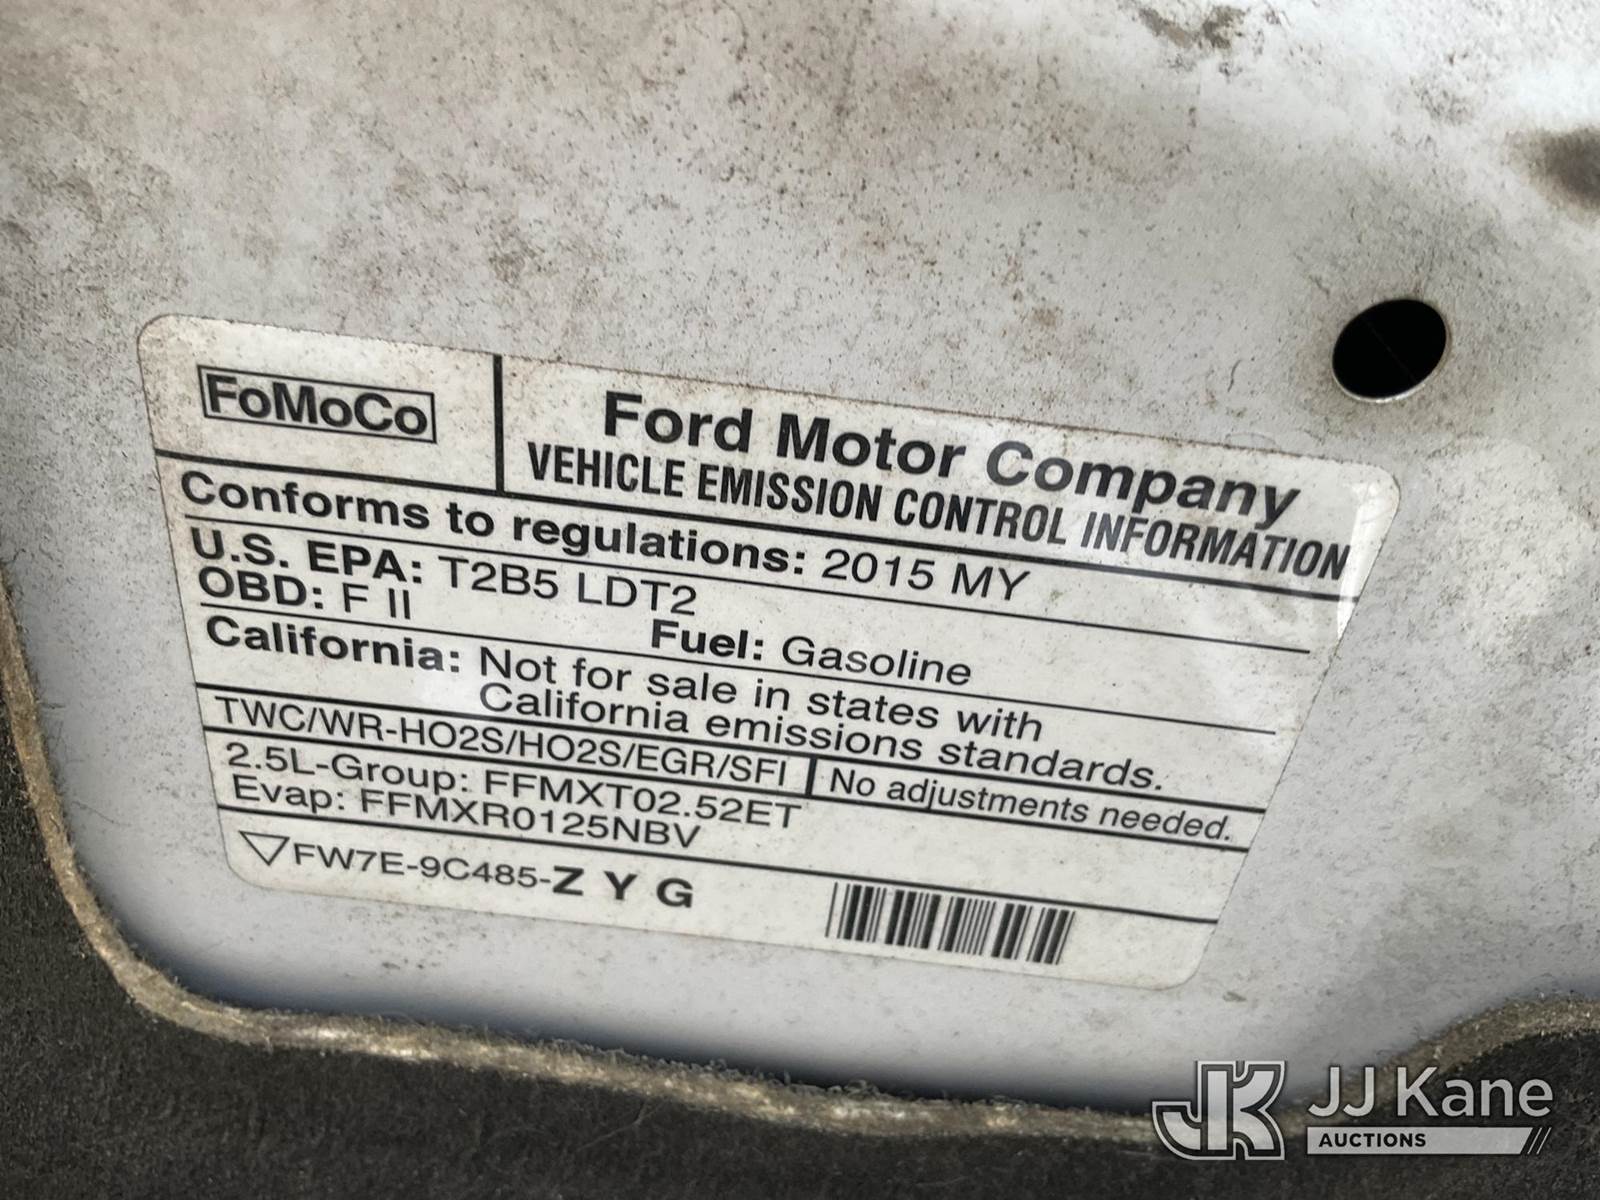 FoMoCo
Ford Motor Company
VEHICLE EMISSION CONTROL INFORMATION
Conforms to regulations: 2015 MY
U.S. EPA: T2B5 LDT2
OBD: F II Fuel: Gasoline
California: Not for sale in states with
California emissions standards.
TWC/WR-HO2S/HO2S/EGR/SFI No adjustments needed.
2.5L-Group: FFMXT02.52ET
Evap: FFMXR0125NBV
FW7E-9C485-Z Y G
JK JJ Kane
AUCTIONS